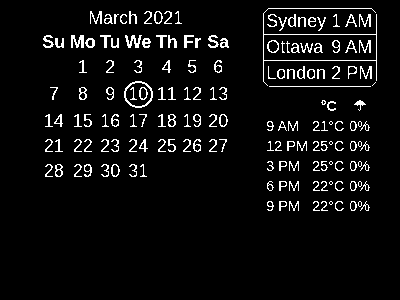 March 2021
Su Mo Tu We Th Fr Sa
1 2 3 4 5 6
7 8 9 10 11 12 13
14 15 16 17 18 19 20
21 22 23 24 25 26 27
28 29 30 31
Sydney 1 AM
Ottawa 9 AM
London 2 PM
°C ☂
9 AM 21°C 0%
12 PM 25°C 0%
3 PM 25°C 0%
6 PM 22°C 0%
9 PM 22°C 0%